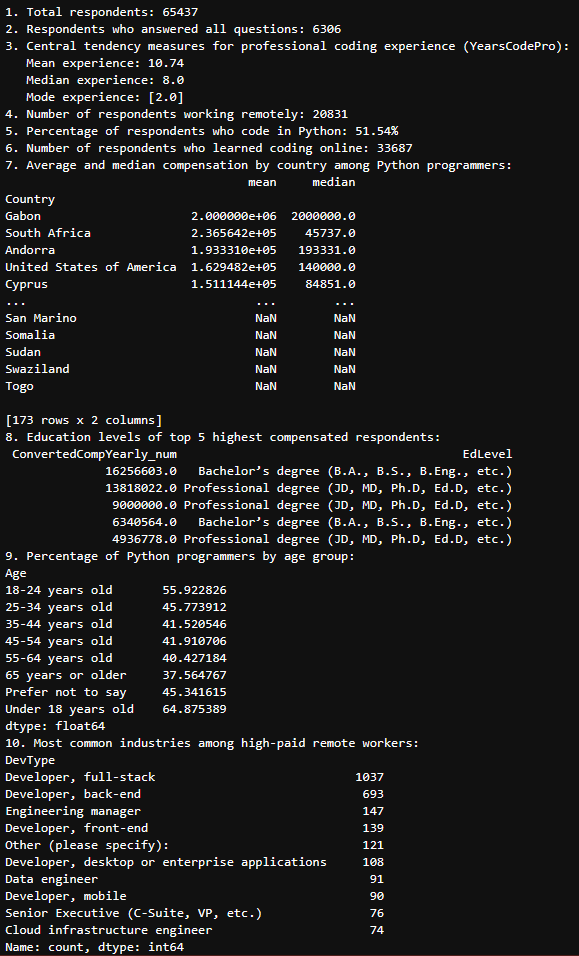 1. Total respondents: 65437
2. Respondents who answered all questions: 6306
3. Central tendency measures for professional coding experience (YearsCodePro):
   Mean experience: 10.74
   Median experience: 8.0
   Mode experience: [2.0]
4. Number of respondents working remotely: 20831
5. Percentage of respondents who code in Python: 51.54%
6. Number of respondents who learned coding online: 33687
7. Average and median compensation by country among Python programmers:
                                  mean     median
Country
Gabon                     2.000000e+06  2000000.0
South Africa              2.365642e+05    45737.0
Andorra                   1.933310e+05   193331.0
United States of America  1.629482e+05   140000.0
Cyprus                    1.511144e+05    84851.0
...                                ...        ...
San Marino                         NaN        NaN
Somalia                            NaN        NaN
Sudan                              NaN        NaN
Swaziland                          NaN        NaN
Togo                               NaN        NaN
[173 rows x 2 columns]
8. Education levels of top 5 highest compensated respondents:
 ConvertedCompYearly_num                                         EdLevel
              16256603.0    Bachelor’s degree (B.A., B.S., B.Eng., etc.)
              13818022.0 Professional degree (JD, MD, Ph.D, Ed.D, etc.)
               9000000.0 Professional degree (JD, MD, Ph.D, Ed.D, etc.)
               6340564.0    Bachelor’s degree (B.A., B.S., B.Eng., etc.)
               4936778.0 Professional degree (JD, MD, Ph.D, Ed.D, etc.)
9. Percentage of Python programmers by age group:
Age
18-24 years old       55.922826
25-34 years old       45.773912
35-44 years old       41.520546
45-54 years old       41.910706
55-64 years old       40.427184
65 years or older     37.564767
Prefer not to say     45.341615
Under 18 years old    64.875389
dtype: float64
10. Most common industries among high-paid remote workers:
DevType
Developer, full-stack                           1037
Developer, back-end                              693
Engineering manager                              147
Developer, front-end                             139
Other (please specify):                          121
Developer, desktop or enterprise applications    108
Data engineer                                     91
Developer, mobile                                 90
Senior Executive (C-Suite, VP, etc.)              76
Cloud infrastructure engineer                     74
Name: count, dtype: int64